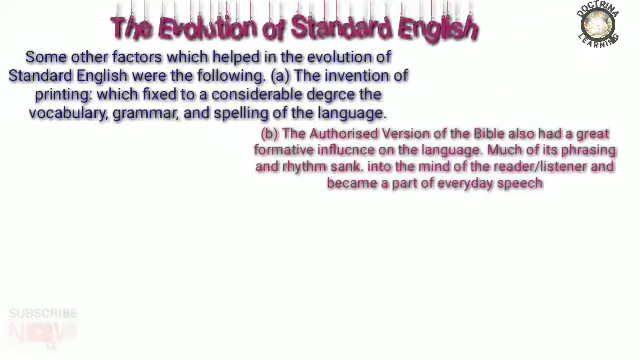 The Evolution of Standard English
DOCTRINA
LEARNING
Some other factors which helped in the evolution of
Standard English were the following. (a) The invention of
printing: which fixed to a considerable degrce the
vocabulary, grammar, and spelling of the language.
(b) The Authorised Version of the Bible also had a great
formative influcnce on the language. Much of its phrasing
and rhythm sank. into the mind of the reader/listener and
became a part of everyday speech
SUBSCRIBE
NOW